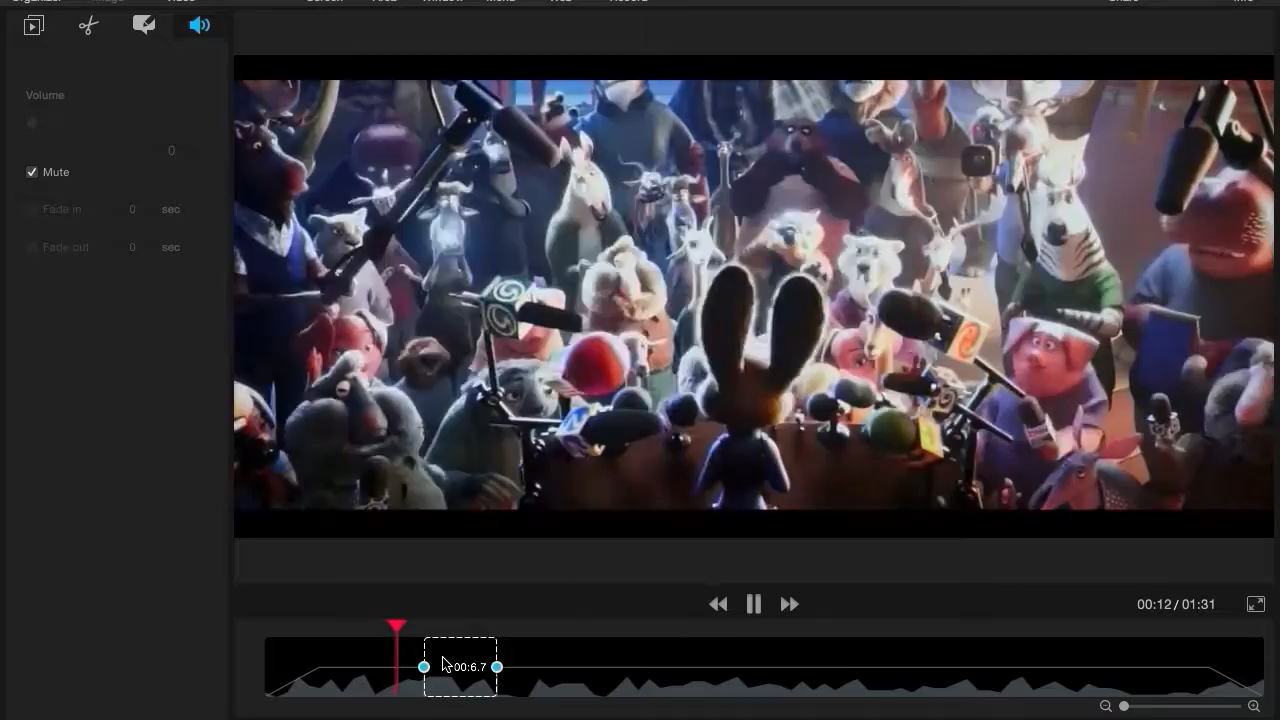 Volume
0
Mute
Fade in 0 sec
Fade out 0 sec
00:12 / 01:31
00:6.7